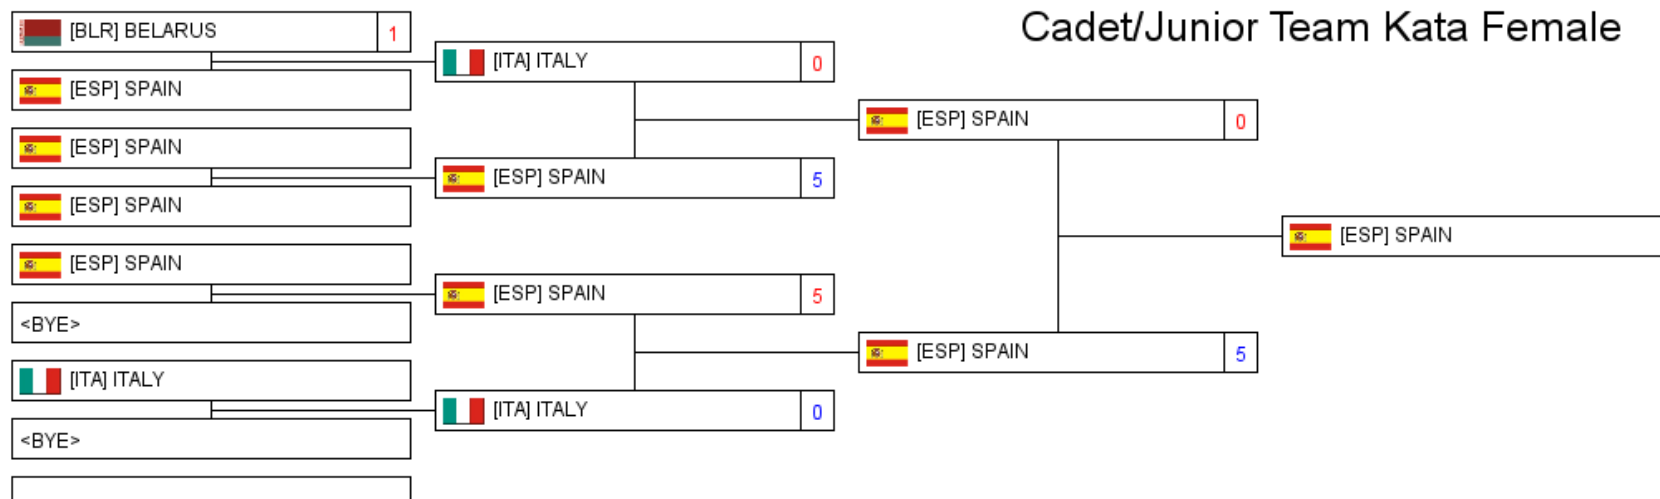 Cadet/Junior Team Kata Female
[BLR] BELARUS 1
[ESP] SPAIN
[ESP] SPAIN
[ESP] SPAIN
[ESP] SPAIN
<BYE>
[ITA] ITALY
<BYE>
[ITA] ITALY 0
[ESP] SPAIN 5
[ESP] SPAIN 5
[ITA] ITALY 0
[ESP] SPAIN 0
[ESP] SPAIN 5
[ESP] SPAIN